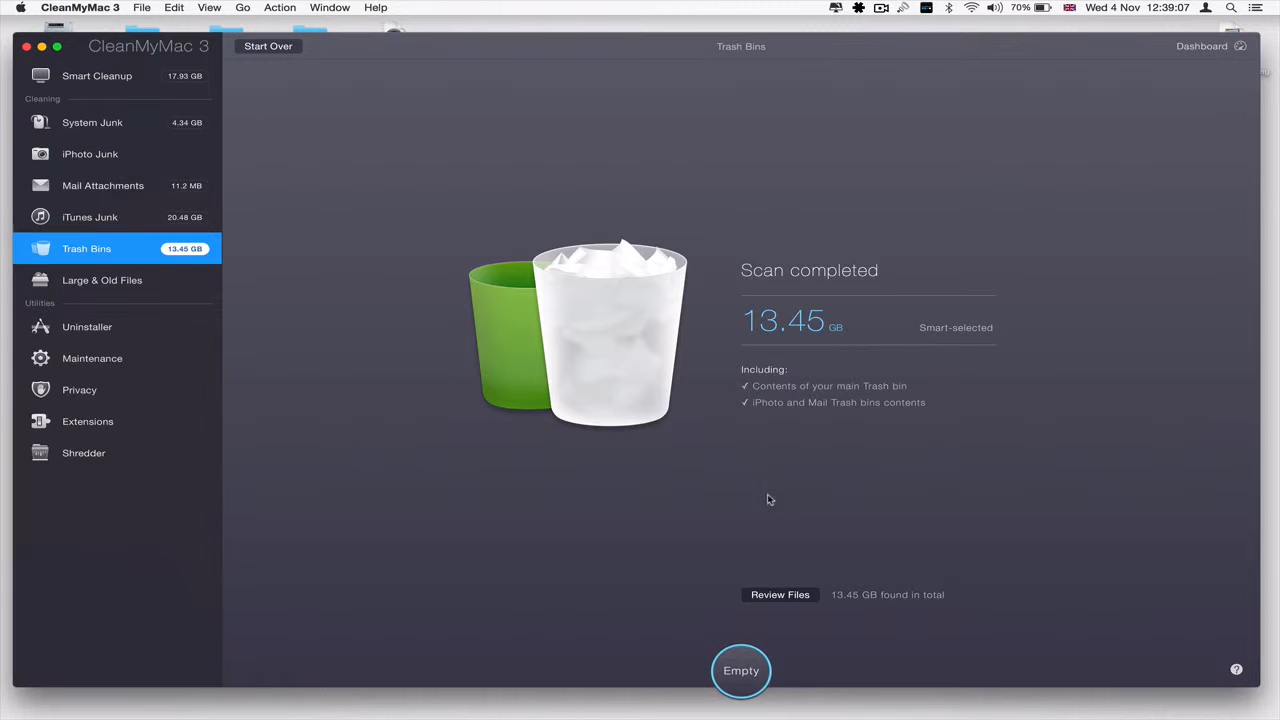 CleanMyMac 3 File Edit View Go Action Window Help 70% Wed 4 Nov 12:39:07
CleanMyMac 3 Start Over Trash Bins Dashboard
Smart Cleanup 17.93 GB
Cleaning
System Junk 4.34 GB
iPhoto Junk
Mail Attachments 11.2 MB
iTunes Junk 20.48 GB
Trash Bins 13.45 GB
Large & Old Files
Utilities
Uninstaller
Maintenance
Privacy
Extensions
Shredder
Scan completed
13.45 GB Smart-selected
Including:
✓ Contents of your main Trash bin
✓ iPhoto and Mail Trash bins contents
Review Files 13.45 GB found in total
Empty
?